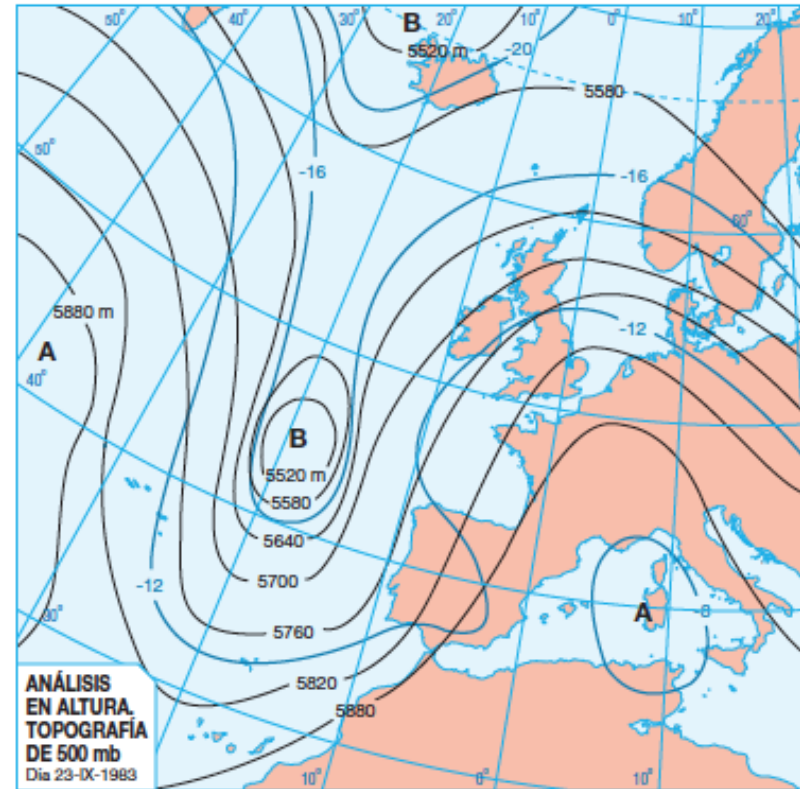 50° 40° 30° B 20° 10° 0° 10° 20°
5520 m -20
5580
50° -16 -16
60°
5880 m
A -12
40°
B
5520 m
5580
5640
-12 5700
A -8
30°
5760
5820
5880
ANÁLISIS
EN ALTURA.
TOPOGRAFÍA
DE 500 mb
Día 23-IX-1983
10° 0° 10°